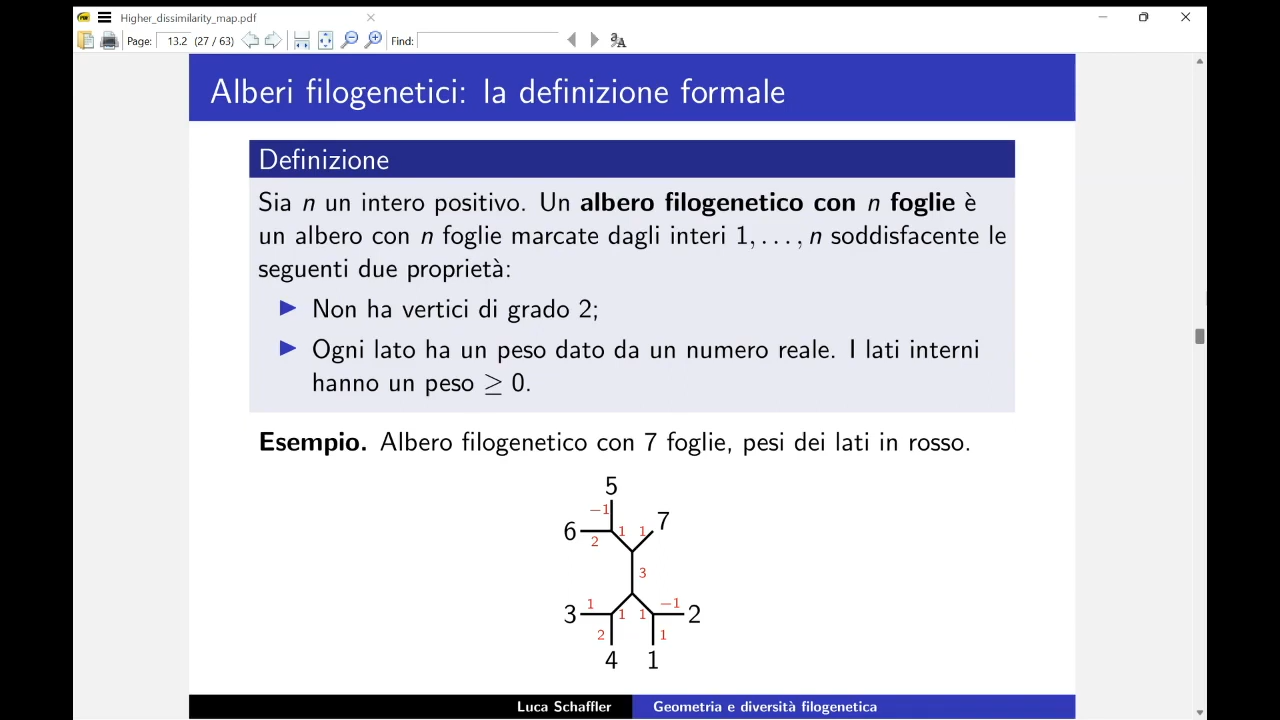 Higher_dissimilarity_map.pdf
Page: 13.2 (27 / 63) Find:
Alberi filogenetici: la definizione formale
Definizione
Sia n un intero positivo. Un albero filogenetico con n foglie è
un albero con n foglie marcate dagli interi 1, . . . , n soddisfacente le
seguenti due proprietà:
Non ha vertici di grado 2;
Ogni lato ha un peso dato da un numero reale. I lati interni
hanno un peso ≥ 0.
Esempio. Albero filogenetico con 7 foglie, pesi dei lati in rosso.
5
−1
6 1 1 7
2
3
1 −1
3 1 1 2
2 1
4 1
Luca Schaffler Geometria e diversità filogenetica